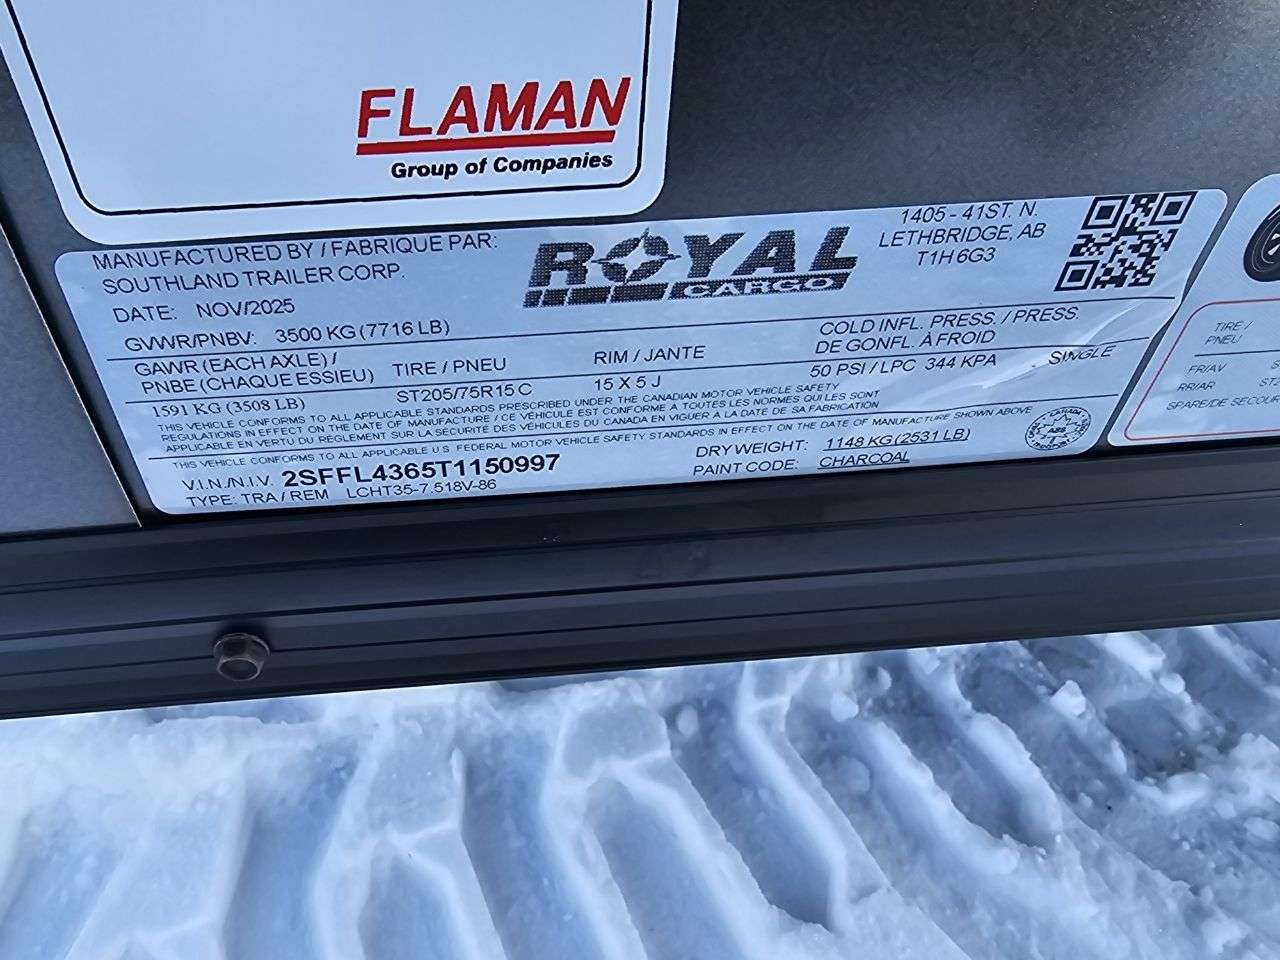 FLAMAN
Group of Companies
MANUFACTURED BY / FABRIQUE PAR:
SOUTHLAND TRAILER CORP.
ROYAL
CARGO
1405 - 41ST. N.
LETHBRIDGE, AB
T1H 6G3
DATE: NOV/2025
GVWR/PNBV: 3500 KG (7716 LB)
GAWR (EACH AXLE) /
PNBE (CHAQUE ESSIEU)
TIRE / PNEU
RIM / JANTE
COLD INFL. PRESS. / PRESS
DE GONFL. À FROID
1591 KG (3508 LB)
ST205/75R15 C
15 X 5 J
50 PSI / LPC 344 KPA
SINGLE
THIS VEHICLE CONFORMS TO ALL APPLICABLE STANDARDS PRESCRIBED UNDER THE CANADIAN MOTOR VEHICLE SAFETY
REGULATIONS IN EFFECT ON THE DATE OF MANUFACTURE / CE VÉHICULE EST CONFORME A TOUTES LES NORMES QUI LES SONT
APPLICABLE EN VERTU DU RÈGLEMENT SUR LA SÉCURITE DES VÉHICULES DU CANADA EN VIGUER A LA DATE DE SA FABRICATION
THIS VEHICLE CONFORMS TO ALL APPLICABLE U.S. FEDERAL MOTOR VEHICLE SAFETY STANDARDS IN EFFECT ON THE DATE OF MANUFACTURE SHOWN ABOVE
V.I.N./N.I.V. 2SFFL4365T1150997
TYPE: TRA / REM LCHT35-7.518V-86
DRY WEIGHT: 1148 KG (2531 LB)
PAINT CODE: CHARCOAL
TIRE /
PNEU
FR/AV
RR/AR
SPARE/DE SECOUR